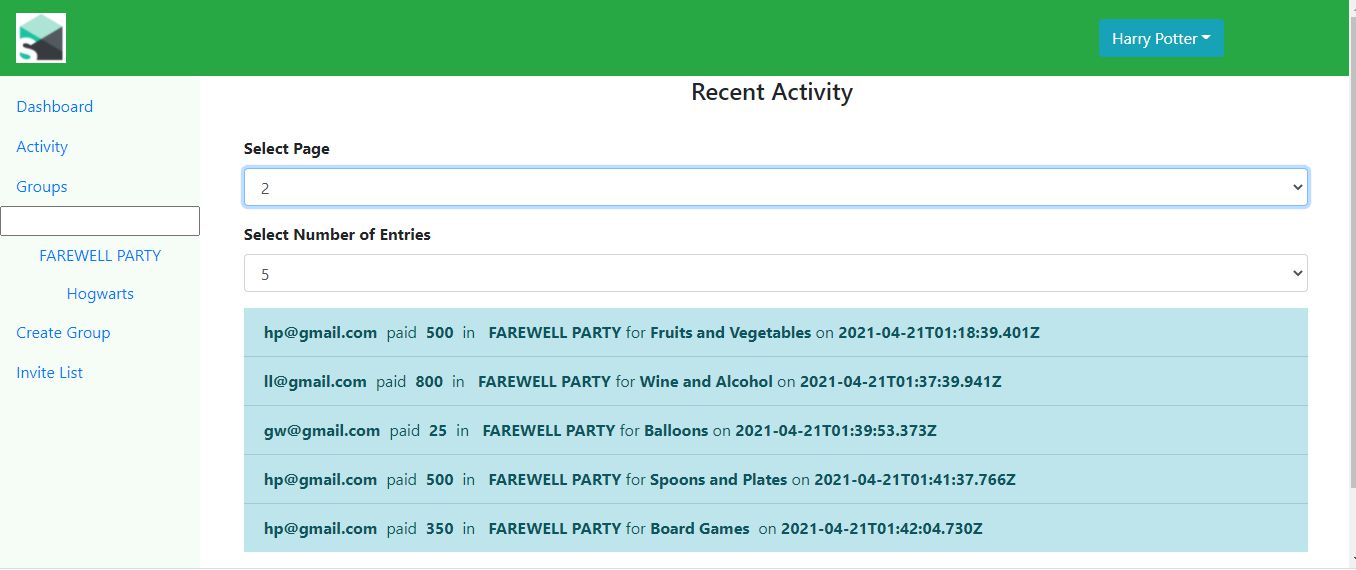 S
Harry Potter
Dashboard
Activity
Groups
FAREWELL PARTY
Hogwarts
Create Group
Invite List
Recent Activity
Select Page
2
Select Number of Entries
5
hp@gmail.com paid 500 in FAREWELL PARTY for Fruits and Vegetables on 2021-04-21T01:18:39.401Z
ll@gmail.com paid 800 in FAREWELL PARTY for Wine and Alcohol on 2021-04-21T01:37:39.941Z
gw@gmail.com paid 25 in FAREWELL PARTY for Balloons on 2021-04-21T01:39:53.373Z
hp@gmail.com paid 500 in FAREWELL PARTY for Spoons and Plates on 2021-04-21T01:41:37.766Z
hp@gmail.com paid 350 in FAREWELL PARTY for Board Games on 2021-04-21T01:42:04.730Z